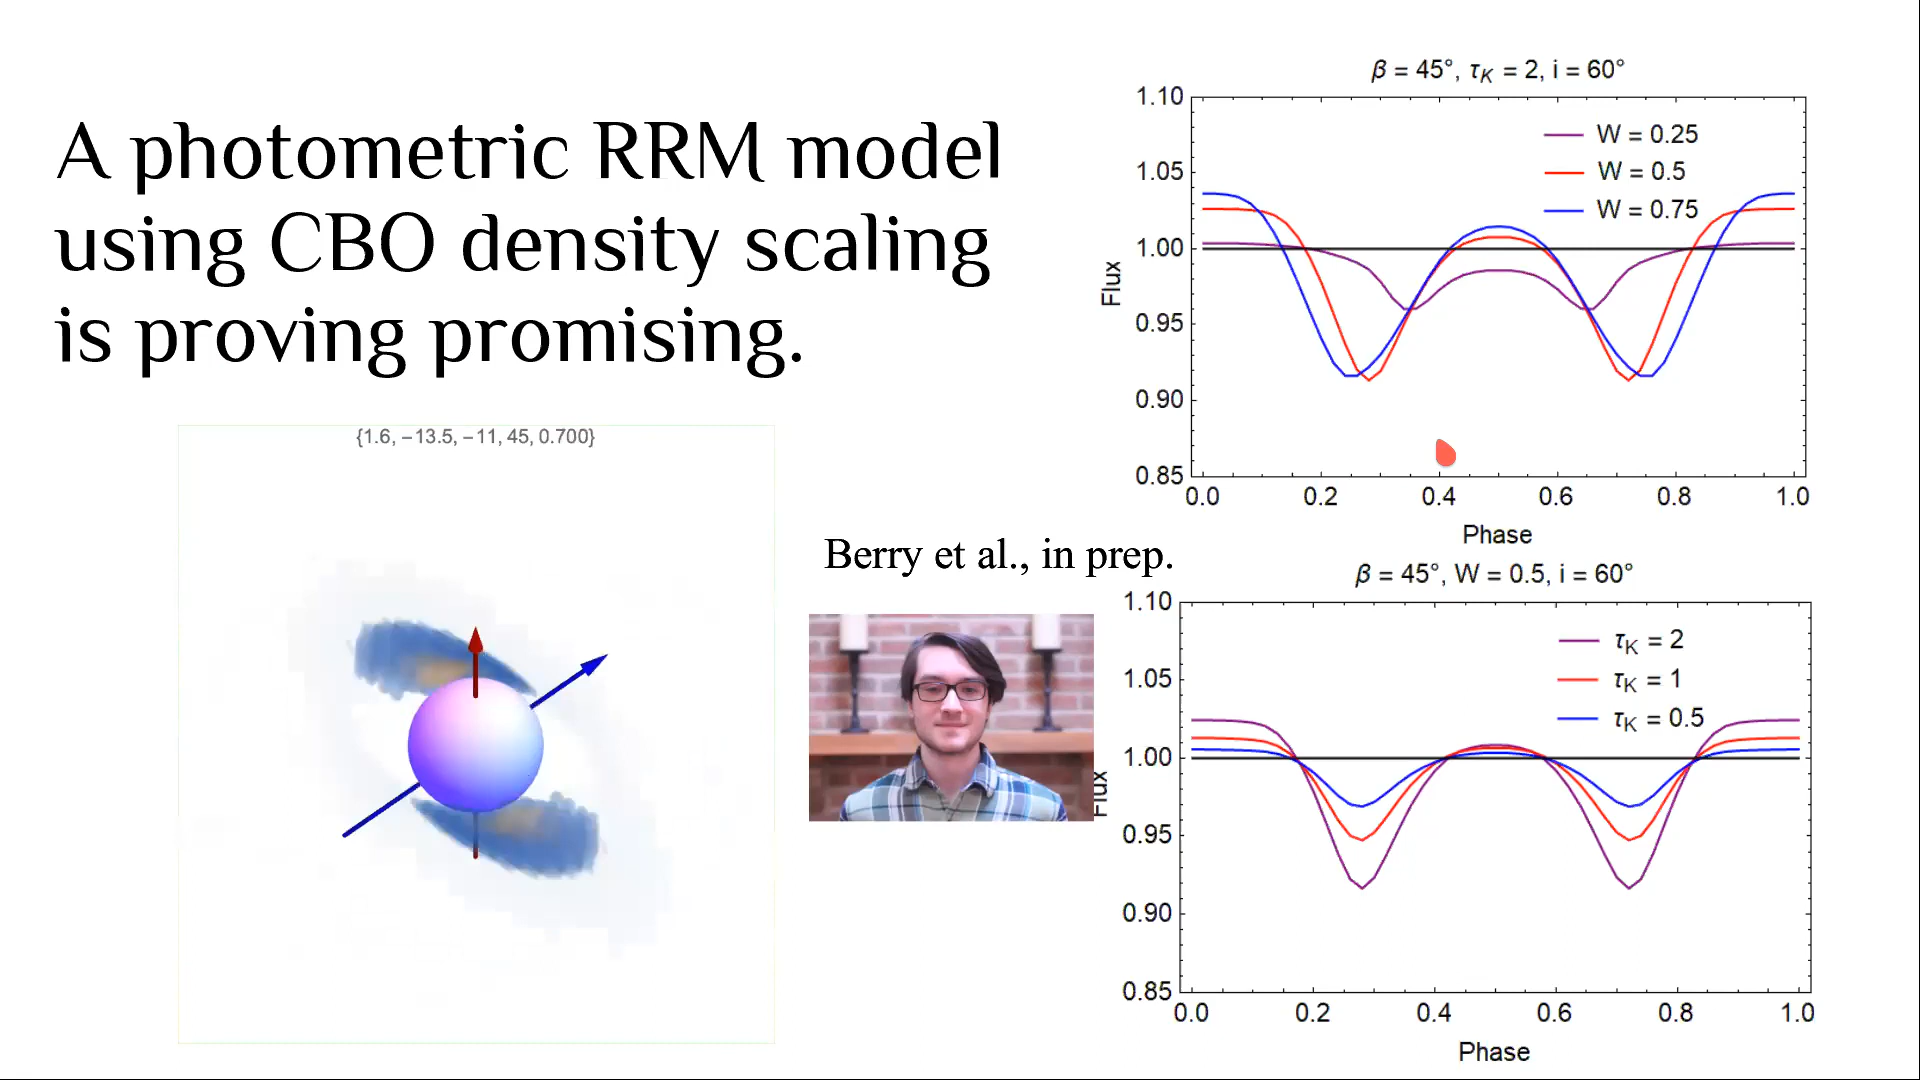 A photometric RRM model
using CBO density scaling
is proving promising.
{1.6, −13.5, −11, 45, 0.700}
Berry et al., in prep.
β = 45°, τK = 2, i = 60°
W = 0.25
W = 0.5
W = 0.75
1.10
1.05
1.00
0.95
0.90
0.85
Flux
0.0 0.2 0.4 0.6 0.8 1.0
Phase
β = 45°, W = 0.5, i = 60°
τK = 2
τK = 1
τK = 0.5
1.10
1.05
1.00
0.95
0.90
0.85
Flux
0.0 0.2 0.4 0.6 0.8 1.0
Phase